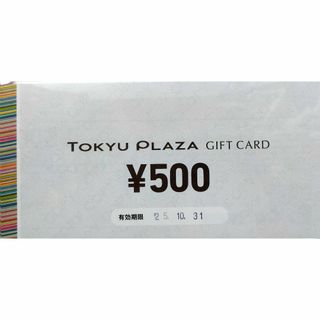 TOKYU PLAZA GIFT CARD
¥500
有効期限 '25. 10. 31